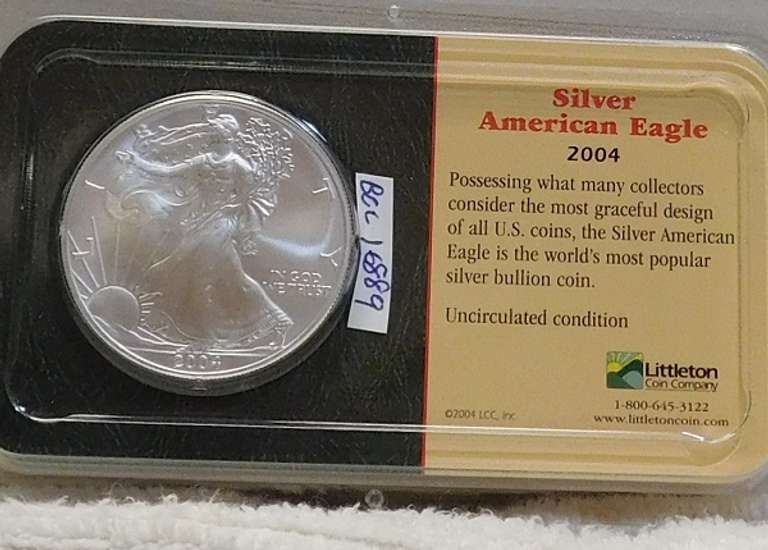 L I T Y
IN GOD
WE TRUST
2004
Silver
American Eagle
2004
Possessing what many collectors
consider the most graceful design
of all U.S. coins, the Silver American
Eagle is the world's most popular
silver bullion coin.
Uncirculated condition
Littleton
Coin Company
1-800-645-3122
www.littletoncoin.com
©2004 LCC, Inc.